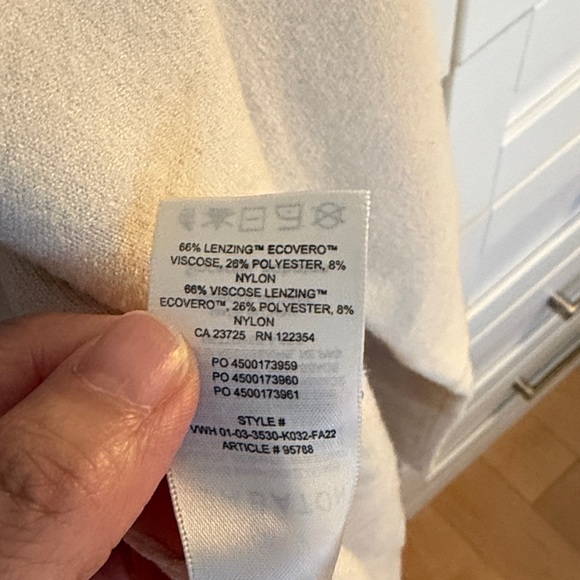 66% LENZING™ ECOVERO™
VISCOSE, 26% POLYESTER, 8%
NYLON
66% VISCOSE LENZING™
ECOVERO™, 26% POLYESTER, 8%
NYLON
CA 23725 RN 122354
PO 4500173959
PO 4500173960
PO 4500173961
STYLE #
VWH 01-03-3530-K032-FA22
ARTICLE # 95788